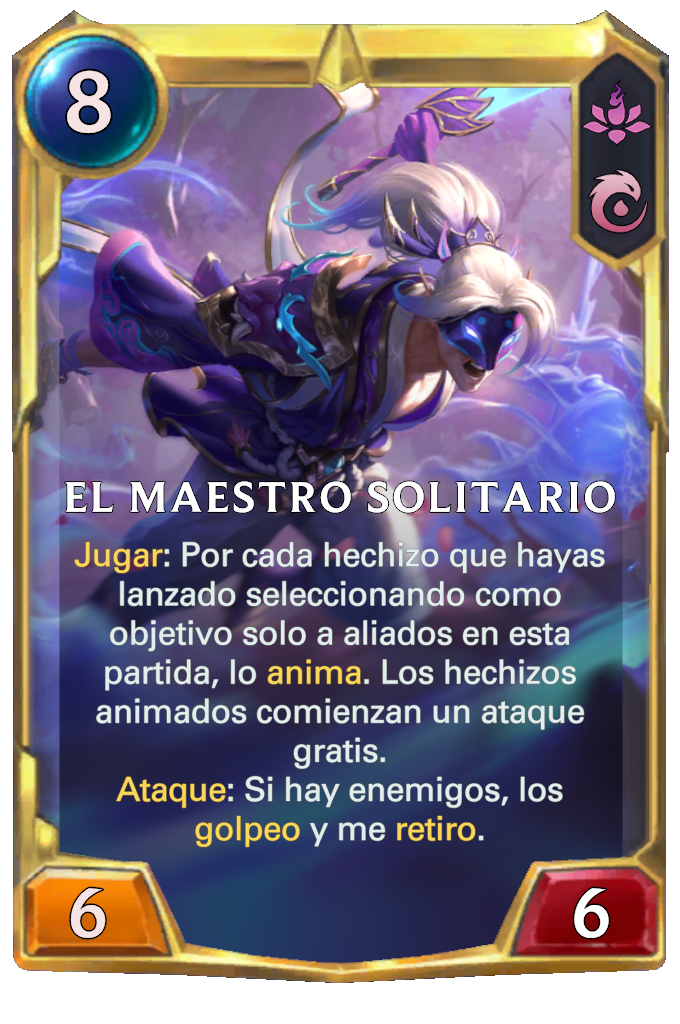 8
EL MAESTRO SOLITARIO
Jugar: Por cada hechizo que hayas
lanzado seleccionando como
objetivo solo a aliados en esta
partida, lo anima. Los hechizos
animados comienzan un ataque
gratis.
Ataque: Si hay enemigos, los
golpeo y me retiro.
6
6